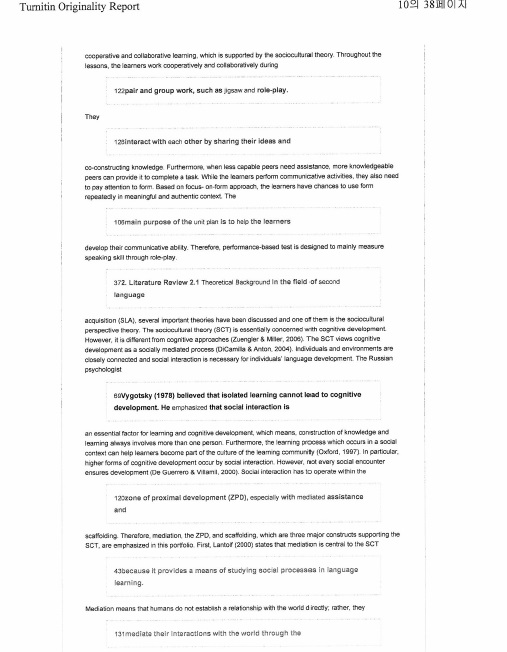 Turnitin Originality Report
10의 38페이지
cooperative and collaborative learning, which is supported by the sociocultural theory. Throughout the
lessons, the learners work cooperatively and collaboratively during
122pair and group work, such as jigsaw and role-play.
They
126interact with each other by sharing their ideas and
co-constructing knowledge. Furthermore, when less capable peers need assistance, more knowledgeable
peers can provide it to complete a task. While the learners perform communicative activities, they also need
to pay attention to form. Based on focus- on-form approach, the learners have chances to use form
repeatedly in meaningful and authentic context. The
106main purpose of the unit plan is to help the learners
develop their communicative ability. Therefore, performance-based test is designed to mainly measure
speaking skill through role-play.
372. Literature Review 2.1 Theoretical Background in the field of second
language
acquisition (SLA), several important theories have been discussed and one off them is the sociocultural
perspective theory. The sociocultural theory (SCT) is essentially concerned with cognitive development.
However, it is different from cognitive approaches (Zuengler & Miller, 2006). The SCT views cognitive
development as a socially mediated process (DiCamilla & Anton, 2004). Individuals and environments are
closely connected and social interaction is necessary for individuals' language development. The Russian
psychologist
69Vygotsky (1978) believed that isolated learning cannot lead to cognitive
development. He emphasized that social interaction is
an essential factor for learning and cognitive development, which means, construction of knowledge and
learning always involves more than one person. Furthermore, the learning process which occurs in a social
context can help learners become part of the culture of the learning community (Oxford, 1997). In particular,
higher forms of cognitive development occur by social interaction. However, not every social encounter
ensures development (De Guerrero & Villamil, 2000). Social interaction has to operate within the
120zone of proximal development (ZPD), especially with mediated assistance
and
scaffolding. Therefore, mediation, the ZPD, and scaffolding, which are three major constructs supporting the
SCT, are emphasized in this portfolio. First, Lantolf (2000) states that mediation is central to the SCT
43because it provides a means of studying social processes in language
learning.
Mediation means that humans do not establish a relationship with the world directly; rather, they
131mediate their interactions with the world through the